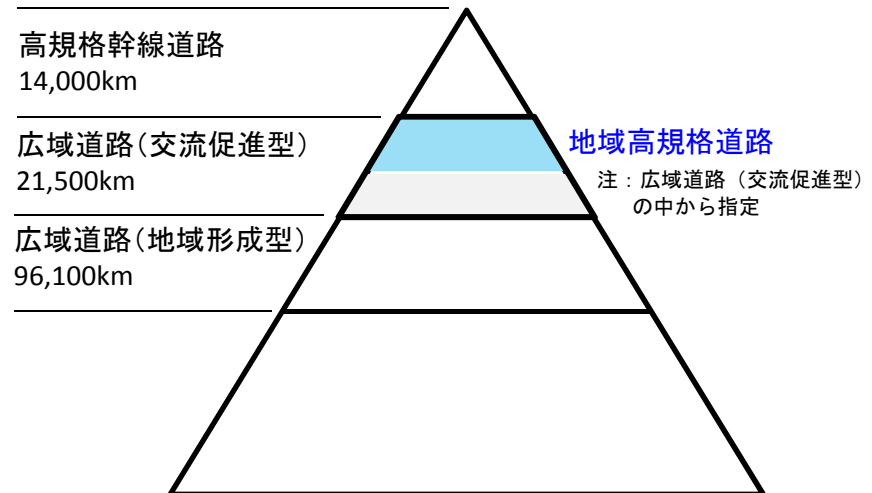 高規格幹線道路
14,000km
広域道路（交流促進型）
21,500km
地域高規格道路
注：広域道路（交流促進型）
の中から指定
広域道路（地域形成型）
96,100km